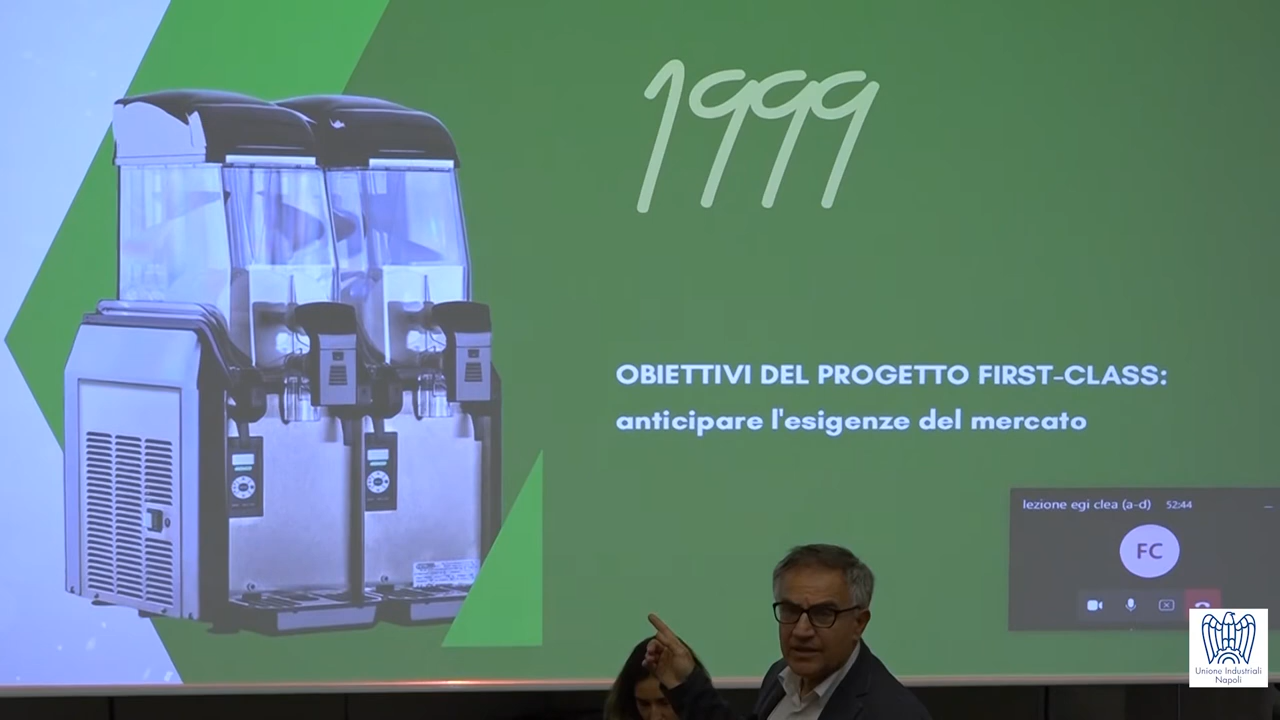 1999
OBIETTIVI DEL PROGETTO FIRST-CLASS:
anticipare l'esigenze del mercato
lezione egi clea (a-d) 52:44
FC
Unione Industriali
Napoli